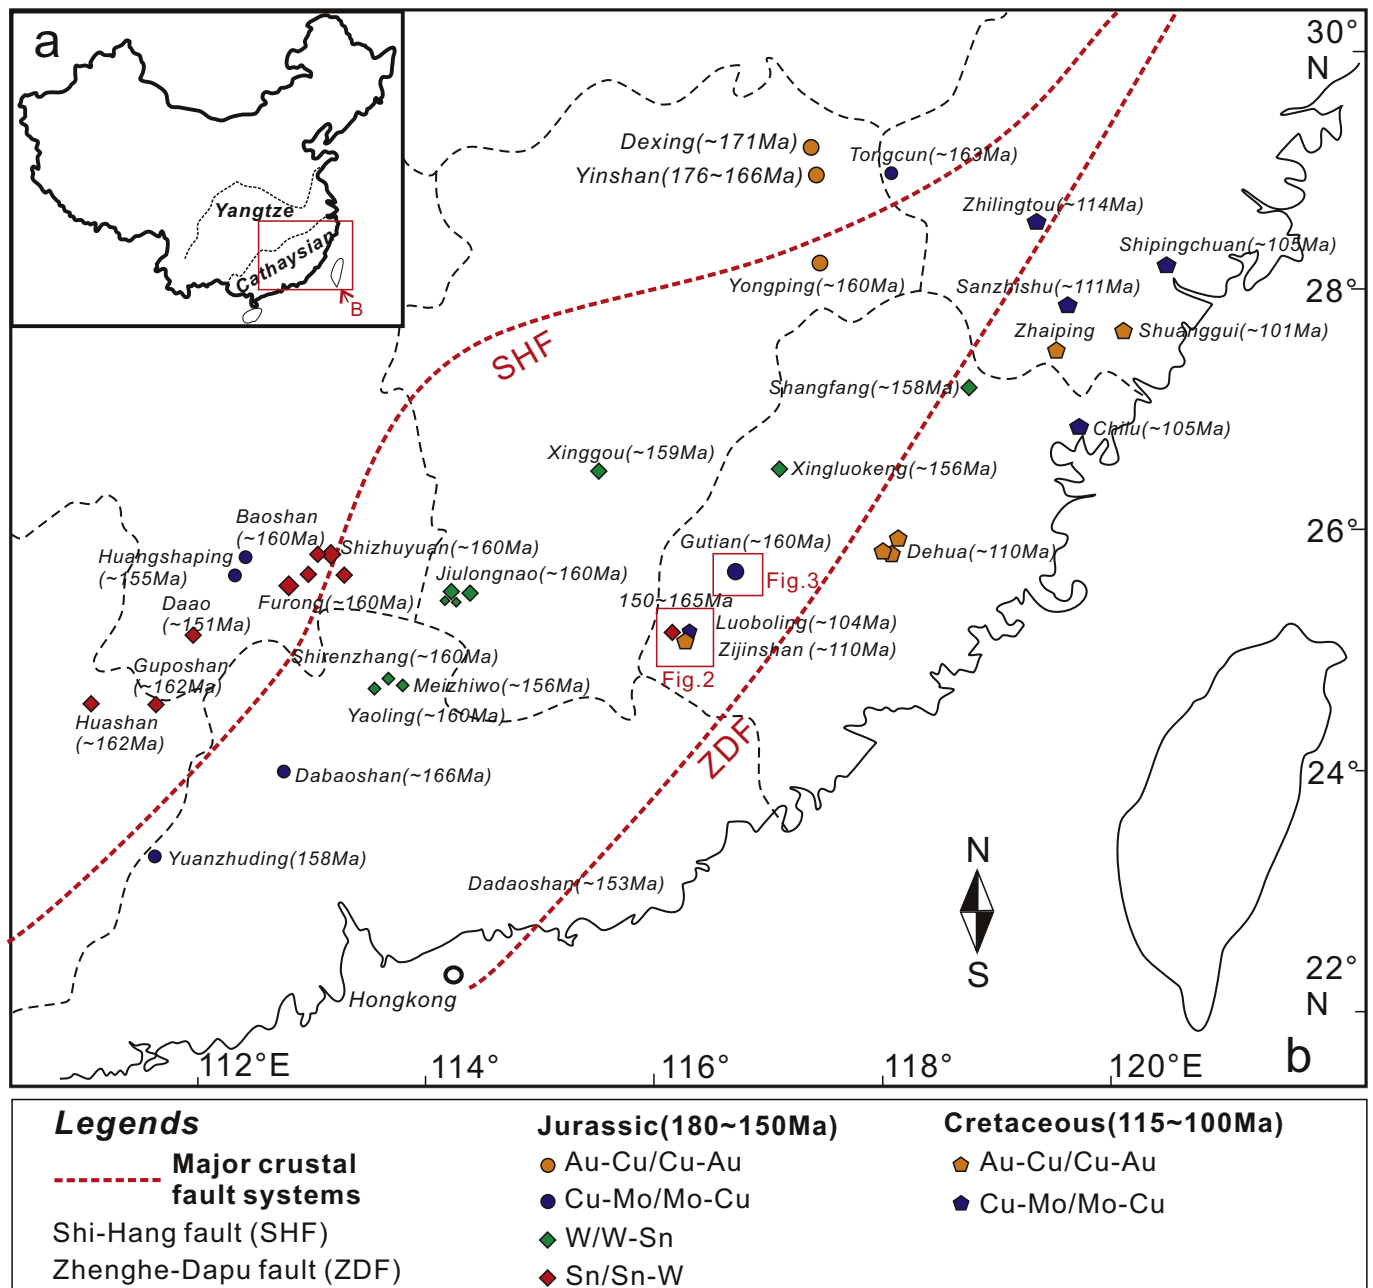 a
Yangtze
Cathaysian
B
30°
N
Dexing(~171Ma)
Tongcun(~163Ma)
Yinshan(176~166Ma)
Zhilingtou(~114Ma)
Shipingchuan(~105Ma)
Yongping(~160Ma)
Sanzhishu(~111Ma)
28°
Zhaiping
Shuanggui(~101Ma)
SHF
Shangfang(~158Ma)
Chilu(~105Ma)
Xinggou(~159Ma)
Xingluokeng(~156Ma)
26°
Baoshan
(~160Ma)
Huangshaping
(~155Ma)
Shizhuyuan(~160Ma)
Gutian(~160Ma)
Dehua(~110Ma)
Jiulongnao(~160Ma)
Fig.3
Furong(~160Ma)
150~165Ma
Daao
(~151Ma)
Luoboling(~104Ma)
Zijinshan (~110Ma)
Fig.2
Guposhan
(~162Ma)
Shirenzhang(~160Ma)
Meizhiwo(~156Ma)
Yaoling(~160Ma)
Huashan
(~162Ma)
ZDF
24°
Dabaoshan(~166Ma)
Yuanzhuding(158Ma)
Dadaoshan(~153Ma)
N
S
22°
N
Hongkong
b
112°E
114°
116°
118°
120°E
Legends
Major crustal
fault systems
Shi-Hang fault (SHF)
Zhenghe-Dapu fault (ZDF)
Jurassic(180~150Ma)
Au-Cu/Cu-Au
Cu-Mo/Mo-Cu
W/W-Sn
Sn/Sn-W
Cretaceous(115~100Ma)
Au-Cu/Cu-Au
Cu-Mo/Mo-Cu